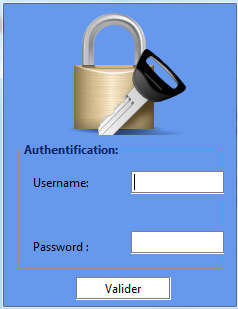 Authentification:
Username:
Password :
Valider